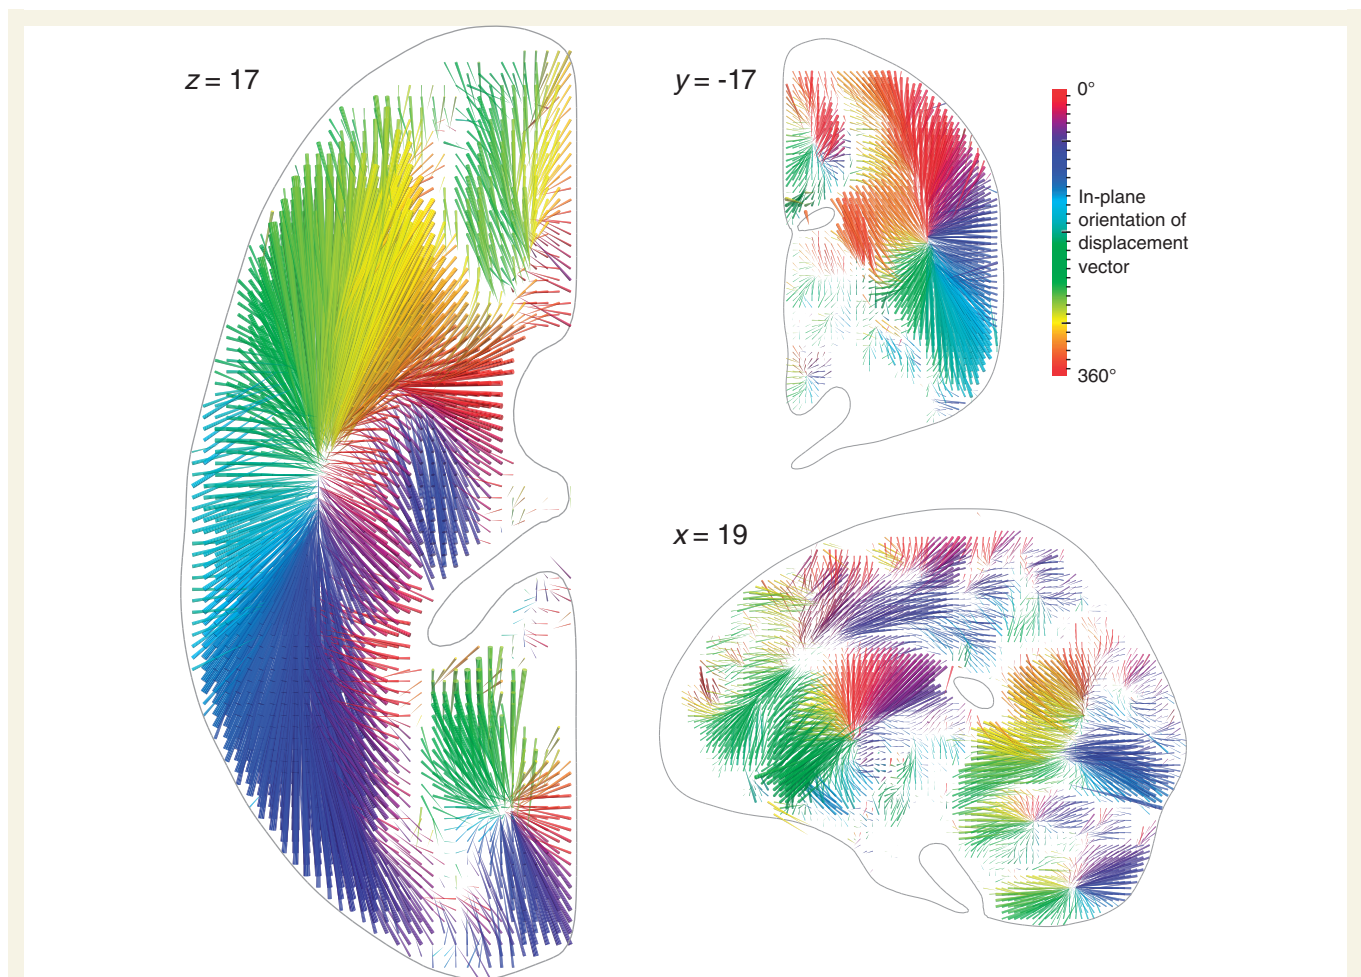 z = 17
y = -17
0°
In-plane
orientation of
displacement
vector
360°
x = 19